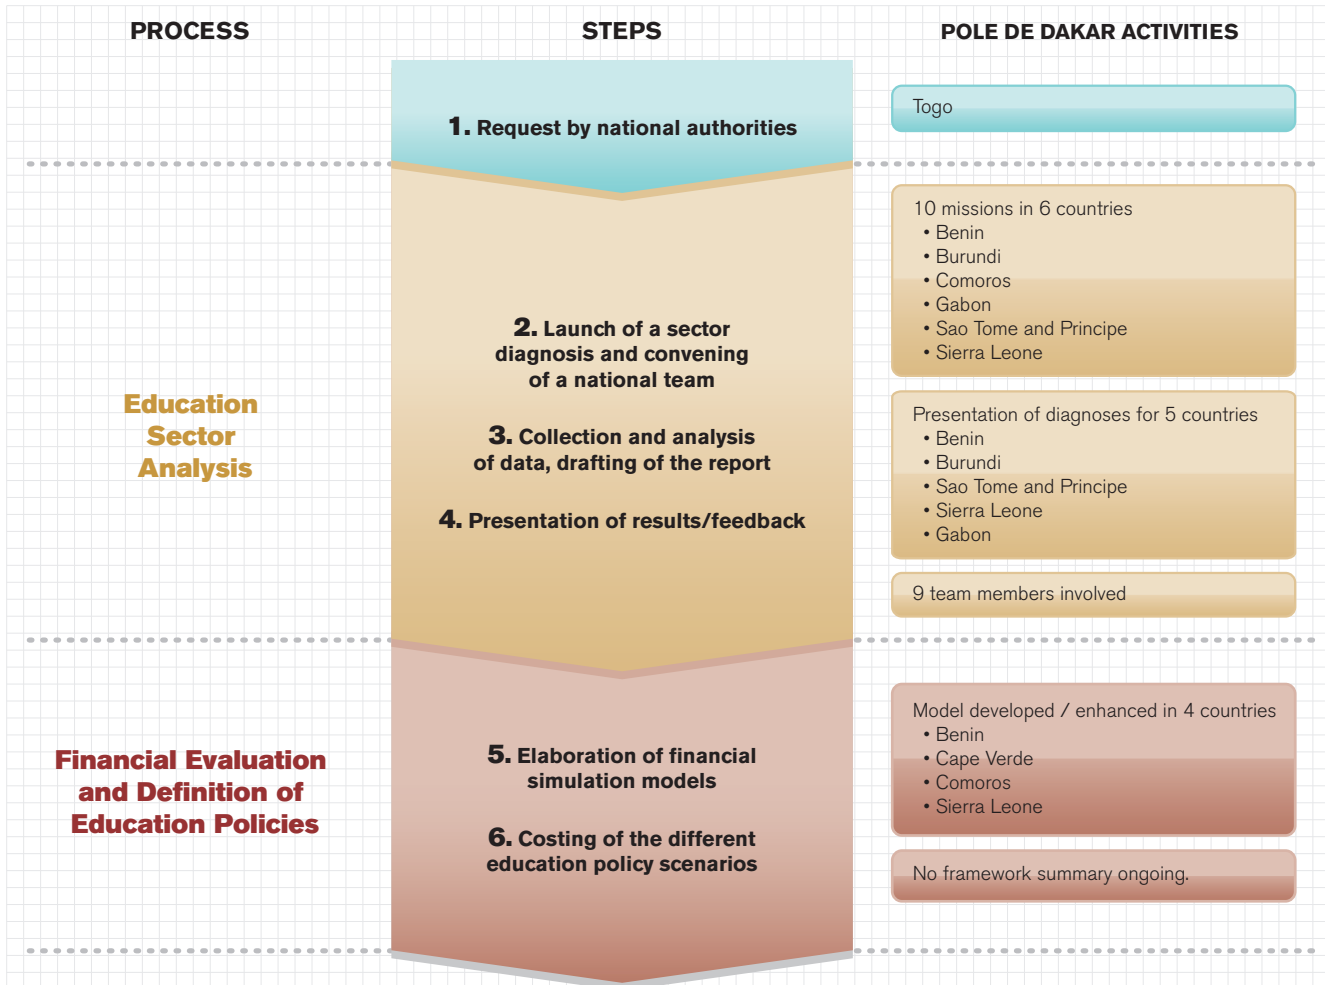 PROCESS
STEPS
POLE DE DAKAR ACTIVITIES
1. Request by national authorities
Togo
Education
Sector
Analysis
2. Launch of a sector
diagnosis and convening
of a national team
3. Collection and analysis
of data, drafting of the report
4. Presentation of results/feedback
10 missions in 6 countries
• Benin
• Burundi
• Comoros
• Gabon
• Sao Tome and Principe
• Sierra Leone
Presentation of diagnoses for 5 countries
• Benin
• Burundi
• Sao Tome and Principe
• Sierra Leone
• Gabon
9 team members involved
Financial Evaluation
and Definition of
Education Policies
5. Elaboration of financial
simulation models
6. Costing of the different
education policy scenarios
Model developed / enhanced in 4 countries
• Benin
• Cape Verde
• Comoros
• Sierra Leone
No framework summary ongoing.